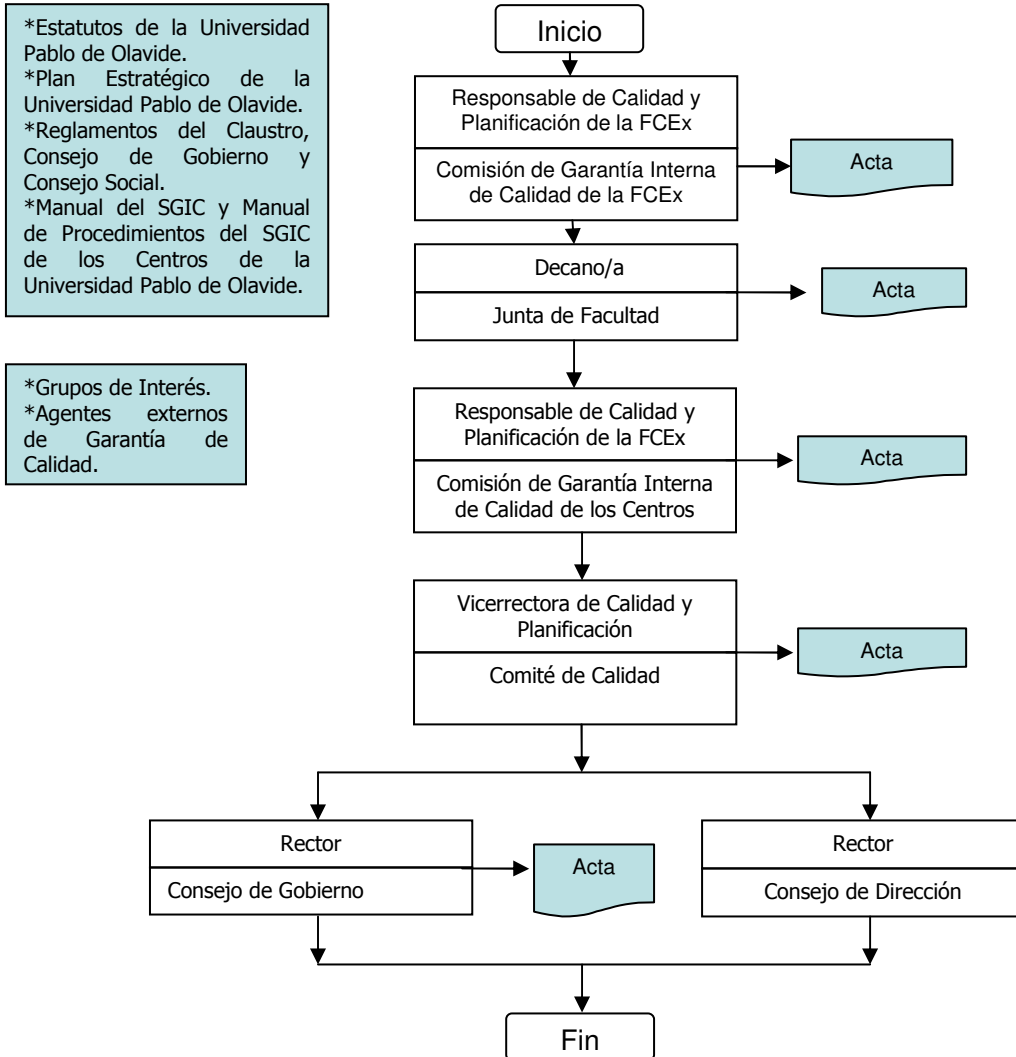 *Estatutos de la Universidad
Pablo de Olavide.
*Plan Estratégico de la
Universidad Pablo de Olavide.
*Reglamentos del Claustro,
Consejo de Gobierno y
Consejo Social.
*Manual del SGIC y Manual
de Procedimientos del SGIC
de los Centros de la
Universidad Pablo de Olavide.
*Grupos de Interés.
*Agentes externos
de Garantía de
Calidad.
Inicio
Responsable de Calidad y
Planificación de la FCEx
Comisión de Garantía Interna
de Calidad de la FCEx
Acta
Decano/a
Junta de Facultad
Acta
Responsable de Calidad y
Planificación de la FCEx
Comisión de Garantía Interna
de Calidad de los Centros
Acta
Vicerrectora de Calidad y
Planificación
Comité de Calidad
Acta
Rector
Consejo de Gobierno
Acta
Rector
Consejo de Dirección
Fin